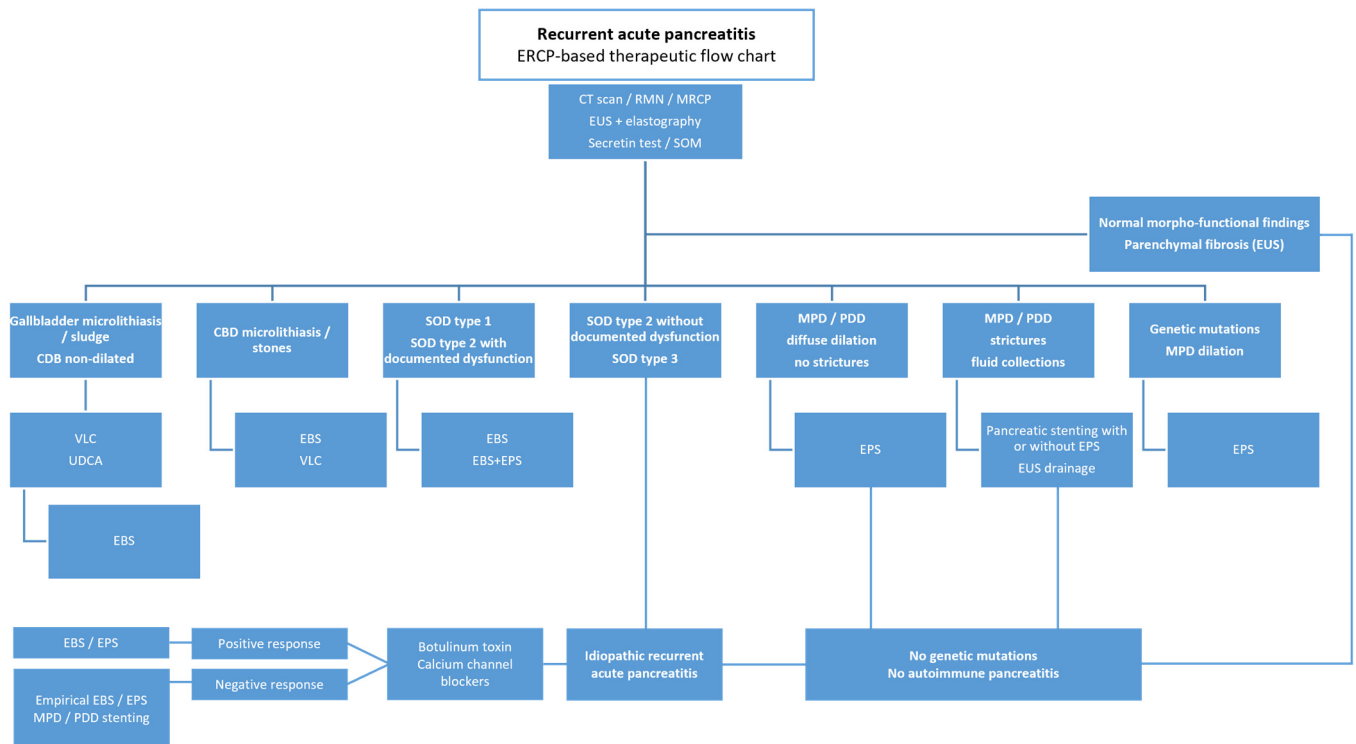 Recurrent acute pancreatitis
ERCP-based therapeutic flow chart
CT scan / RMN / MRCP
EUS + elastography
Secretin test / SOM
Normal morpho-functional findings
Parenchymal fibrosis (EUS)
Gallbladder microlithiasis
/ sludge
CDB non-dilated
CBD microlithiasis /
stones
SOD type 1
SOD type 2 with
documented dysfunction
SOD type 2 without
documented dysfunction
SOD type 3
MPD / PDD
diffuse dilation
no strictures
MPD / PDD
strictures
fluid collections
Genetic mutations
MPD dilation
VLC
UDCA
EBS
VLC
EBS
EBS+EPS
EPS
Pancreatic stenting with
or without EPS
EUS drainage
EPS
EBS
EBS / EPS
Positive response
Botulinum toxin
Calcium channel
blockers
Idiopathic recurrent
acute pancreatitis
No genetic mutations
No autoimmune pancreatitis
Negative response
Empirical EBS / EPS
MPD / PDD stenting